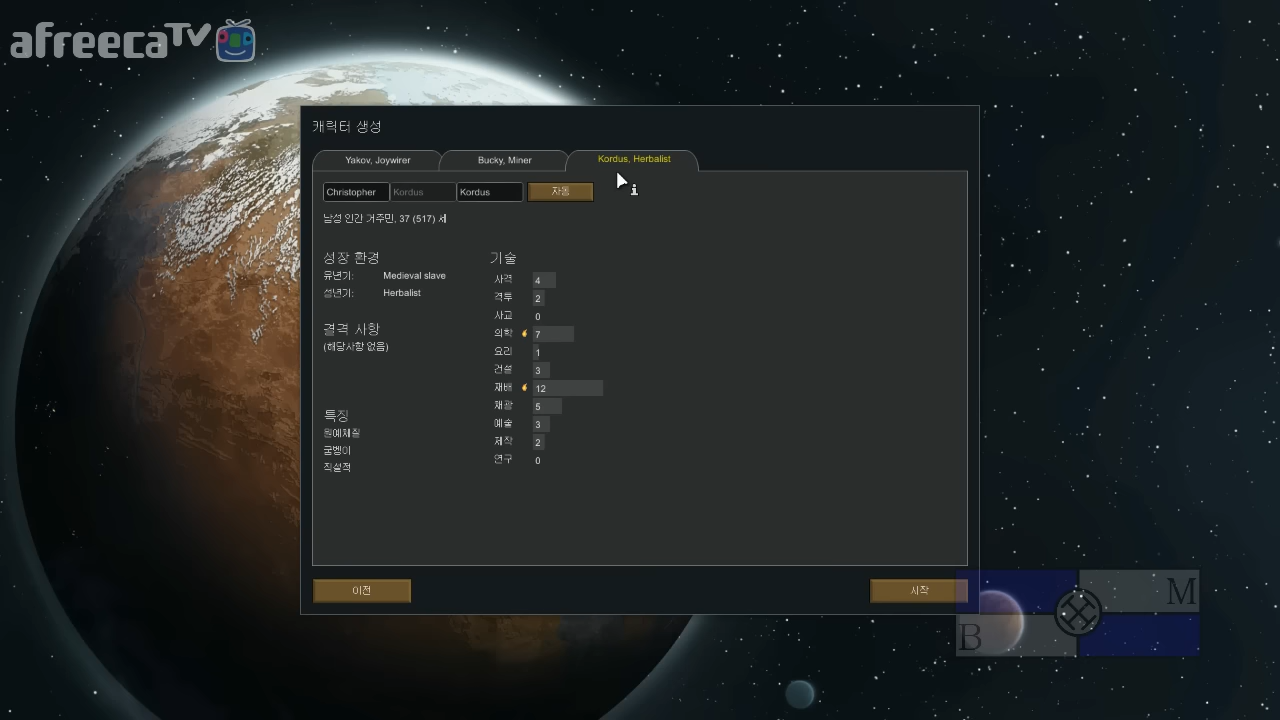 afreecaTV
캐릭터 생성
Yakov, Joywirer
Bucky, Miner
Kordus, Herbalist
Christopher
Kordus
Kordus
자동
남성 인간 거주민, 37 (517) 세
성장 환경
유년기: Medieval slave
성년기: Herbalist
결격 사항
(해당사항 없음)
특징
원예체질
굼벵이
직설적
기술
사격 4
격투 2
사교 0
의학 7
요리 1
건설 3
재배 12
채광 5
예술 3
제작 2
연구 0
이전
시작
M
B